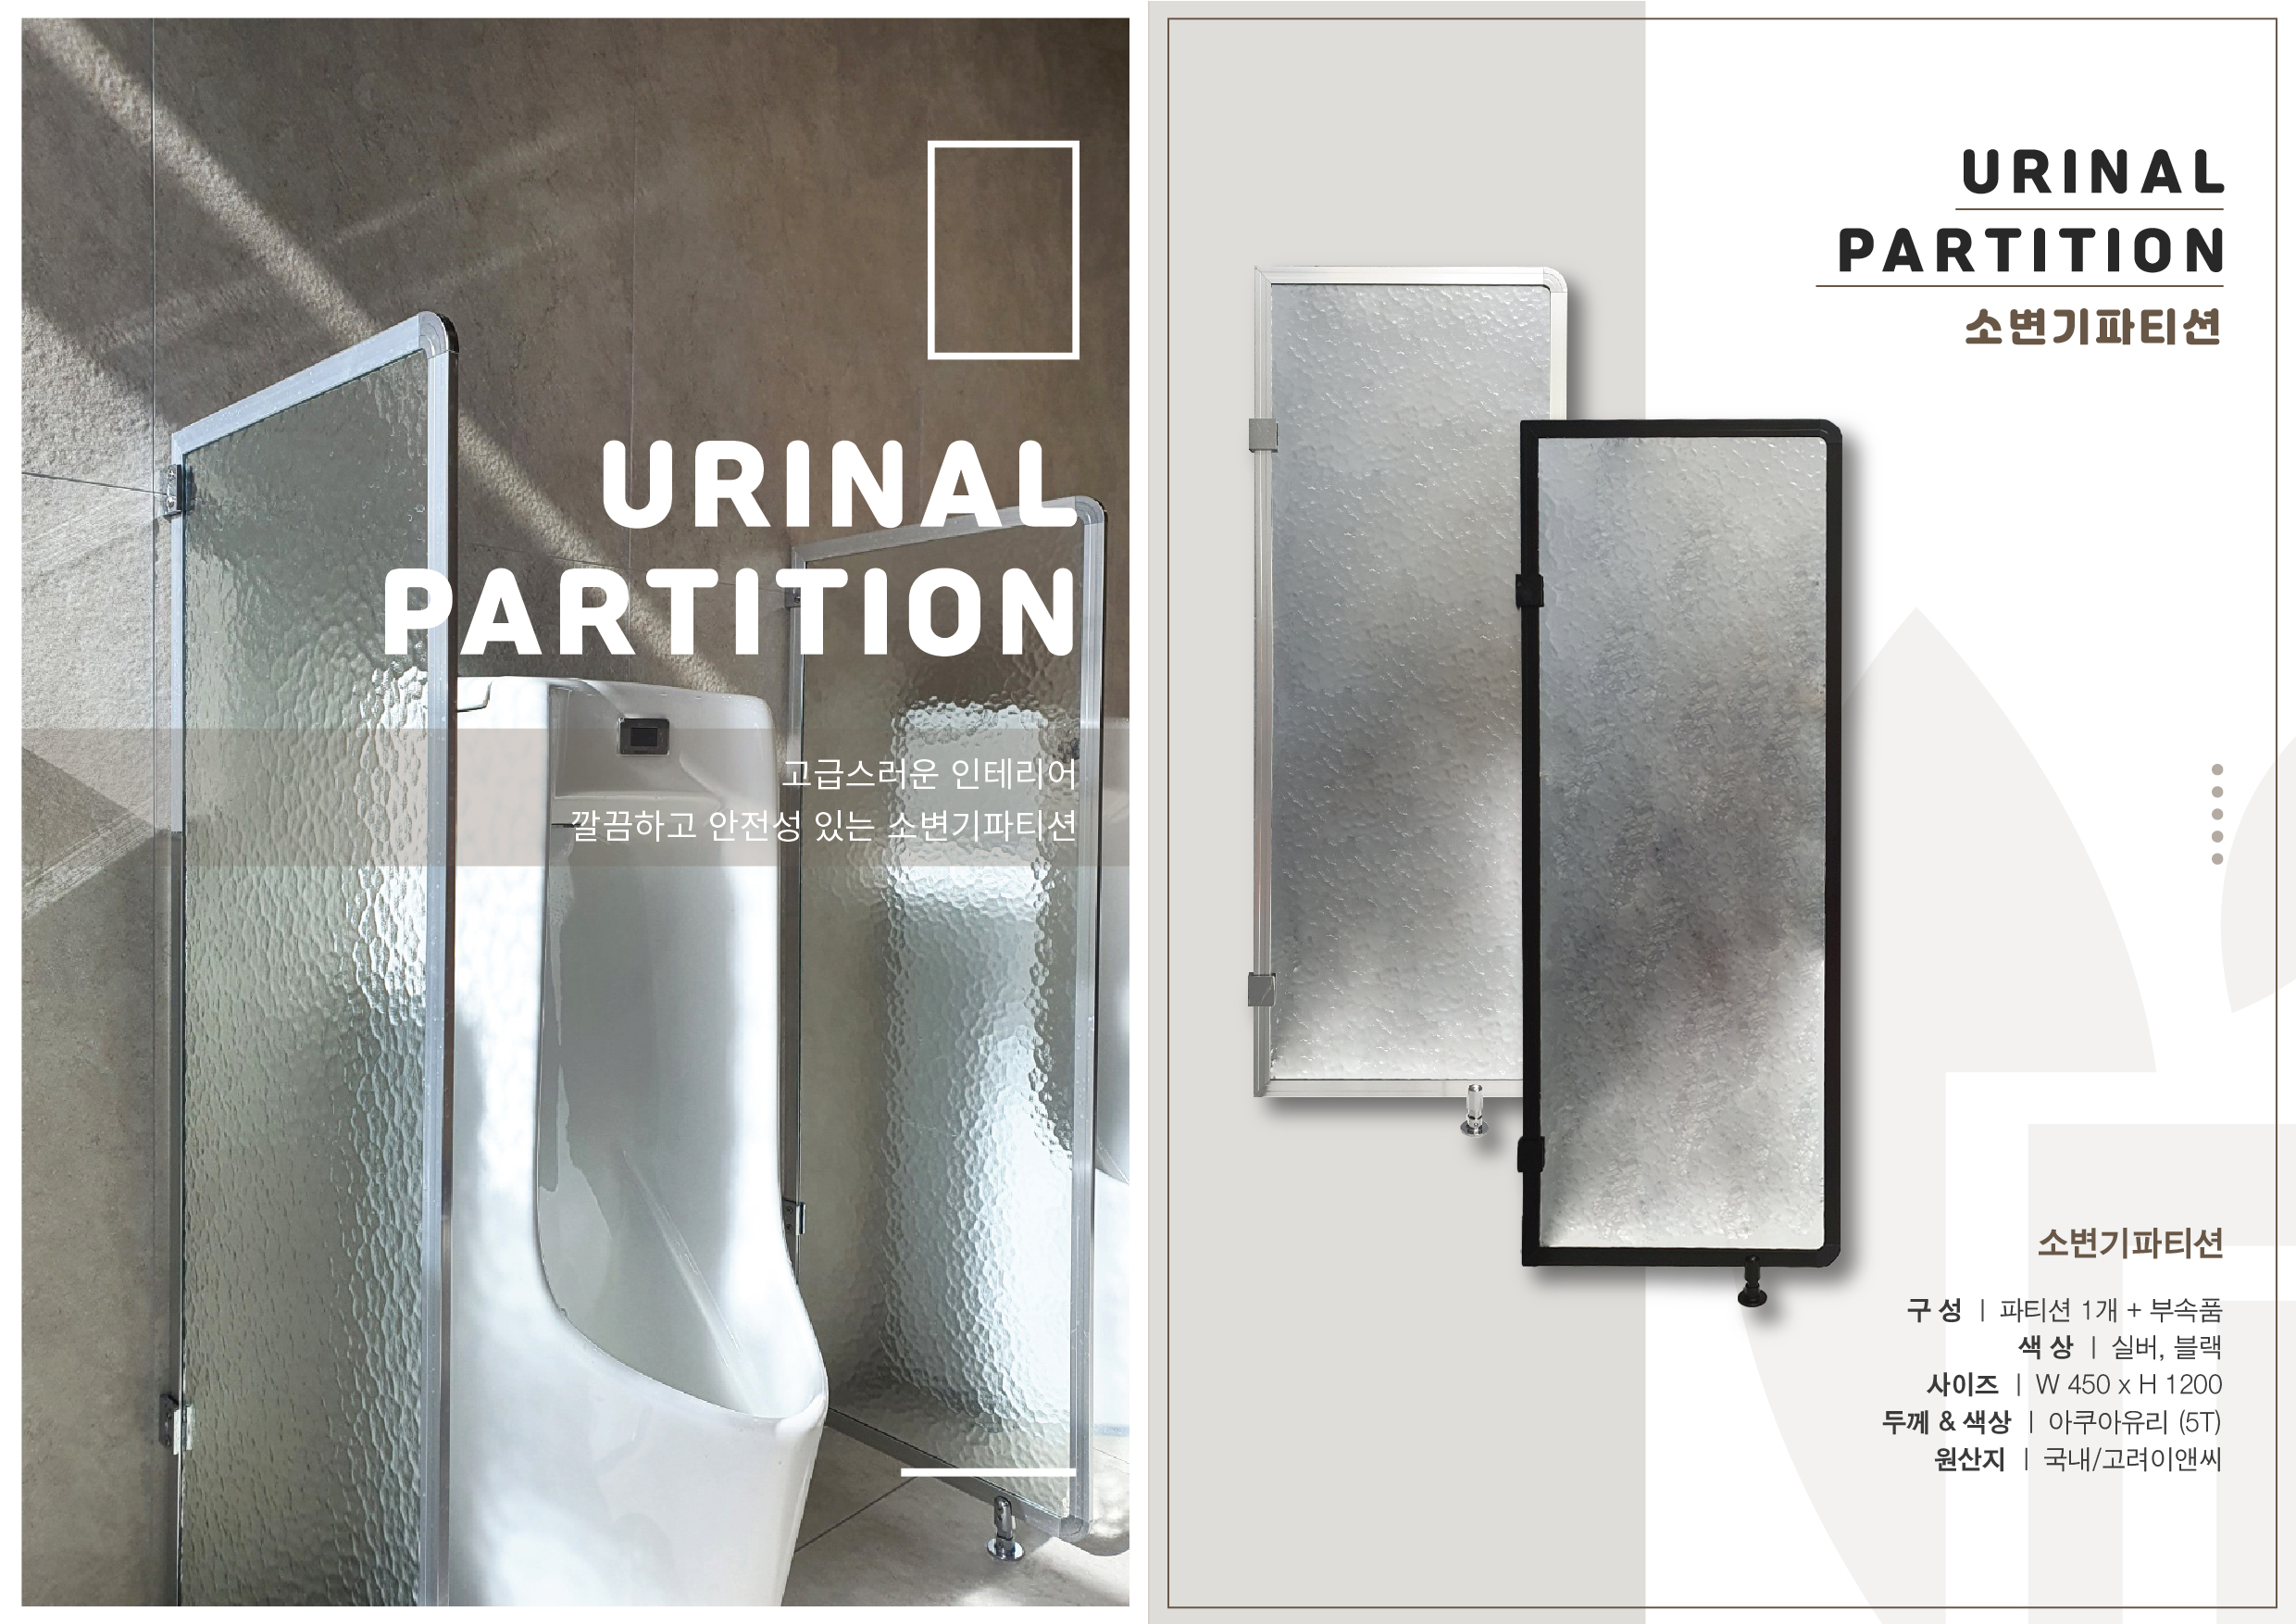 URINAL
PARTITION
고급스러운 인테리어
깔끔하고 안전성 있는 소변기파티션
URINAL
PARTITION
소변기파티션
소변기파티션
구 성 | 파티션 1개 + 부속품
색 상 | 실버, 블랙
사이즈 | W 450 x H 1200
두께 & 색상 | 아쿠아유리 (5T)
원산지 | 국내/고려이앤씨